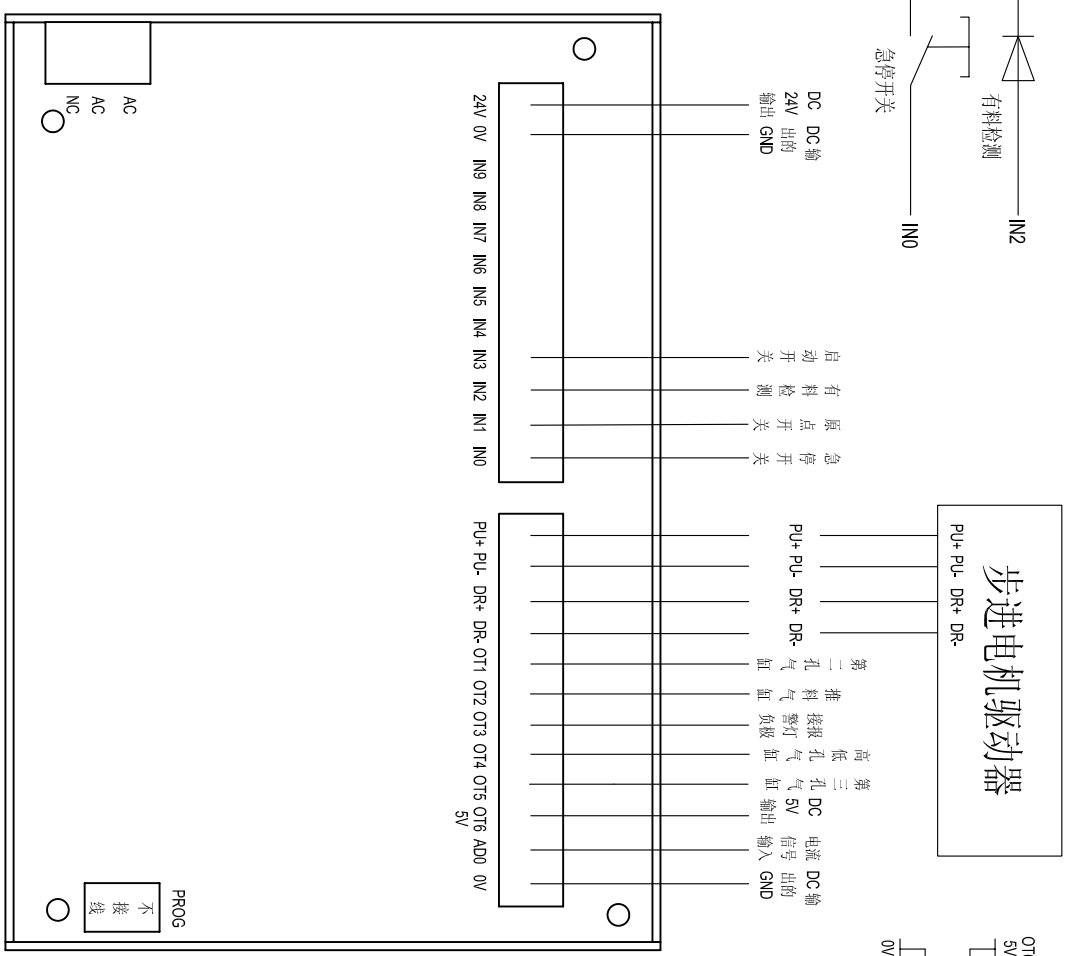 急停开关
有料检测
IN0
IN2
AC
AC
NC
DC 24V 输出
DC输出的 GND
24V 0V IN9 IN8 IN7 IN6 IN5 IN4 IN3 IN2 IN1 IN0
启动开关
有料检测
原点开关
急停开关
步进电机驱动器
PU+ PU- DR+ DR-
PU+ PU- DR+ DR-
PU+ PU- DR+ DR- OT1 OT2 OT3 OT4 OT5 OT6 AD0 0V
5V
第二孔气缸
推料气缸
接报警灯负极
高低孔气缸
第三孔气缸
DC 5V 输出
电流信号输入
DC输出的 GND
PROG
不接线
5V
0V